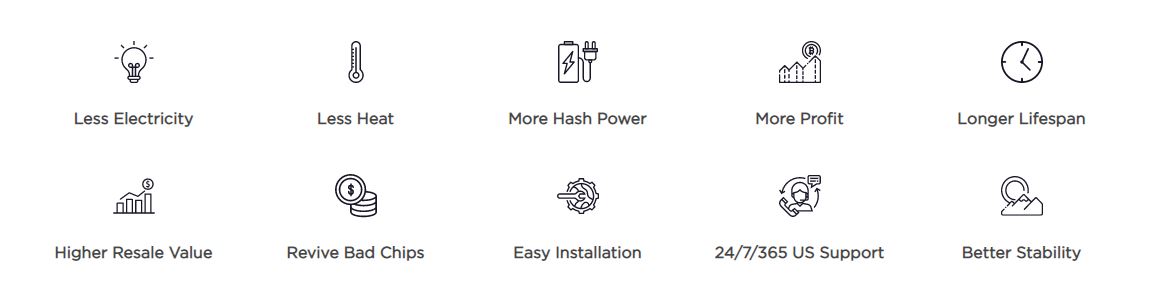 Less Electricity
Less Heat
More Hash Power
More Profit
Longer Lifespan
Higher Resale Value
Revive Bad Chips
Easy Installation
24/7/365 US Support
Better Stability